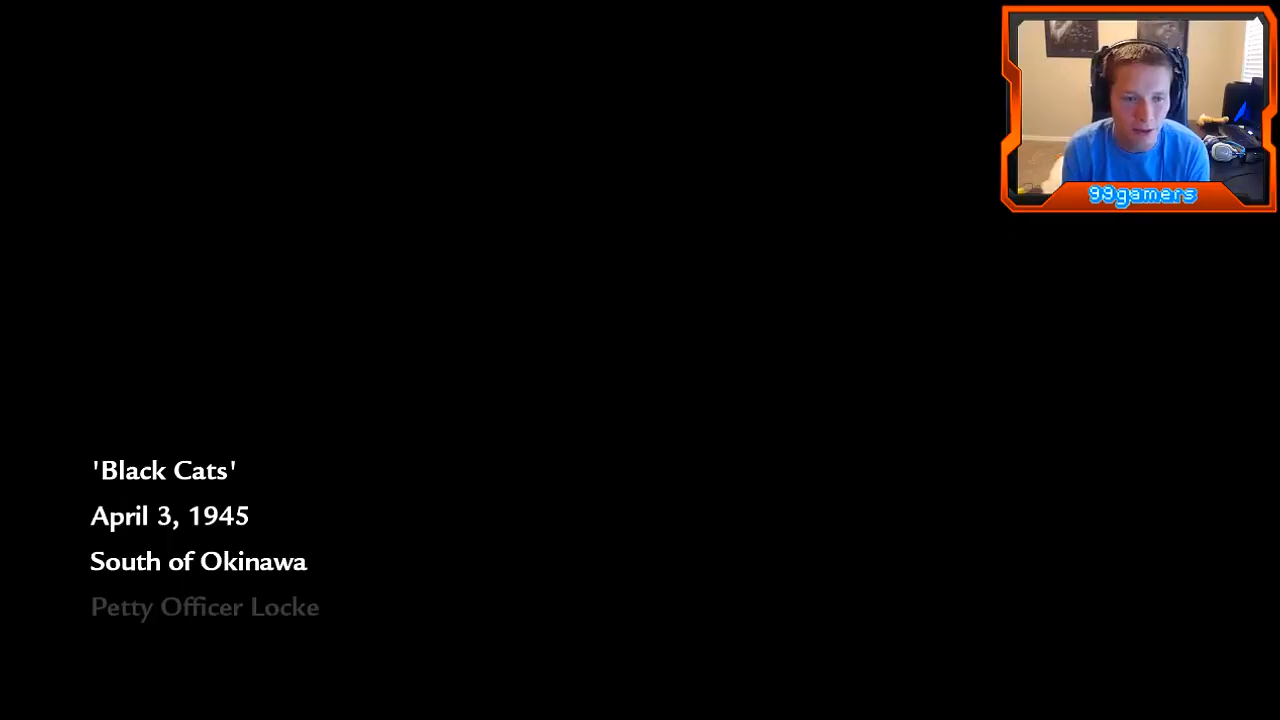 99gamers
'Black Cats'
April 3, 1945
South of Okinawa
Petty Officer Locke